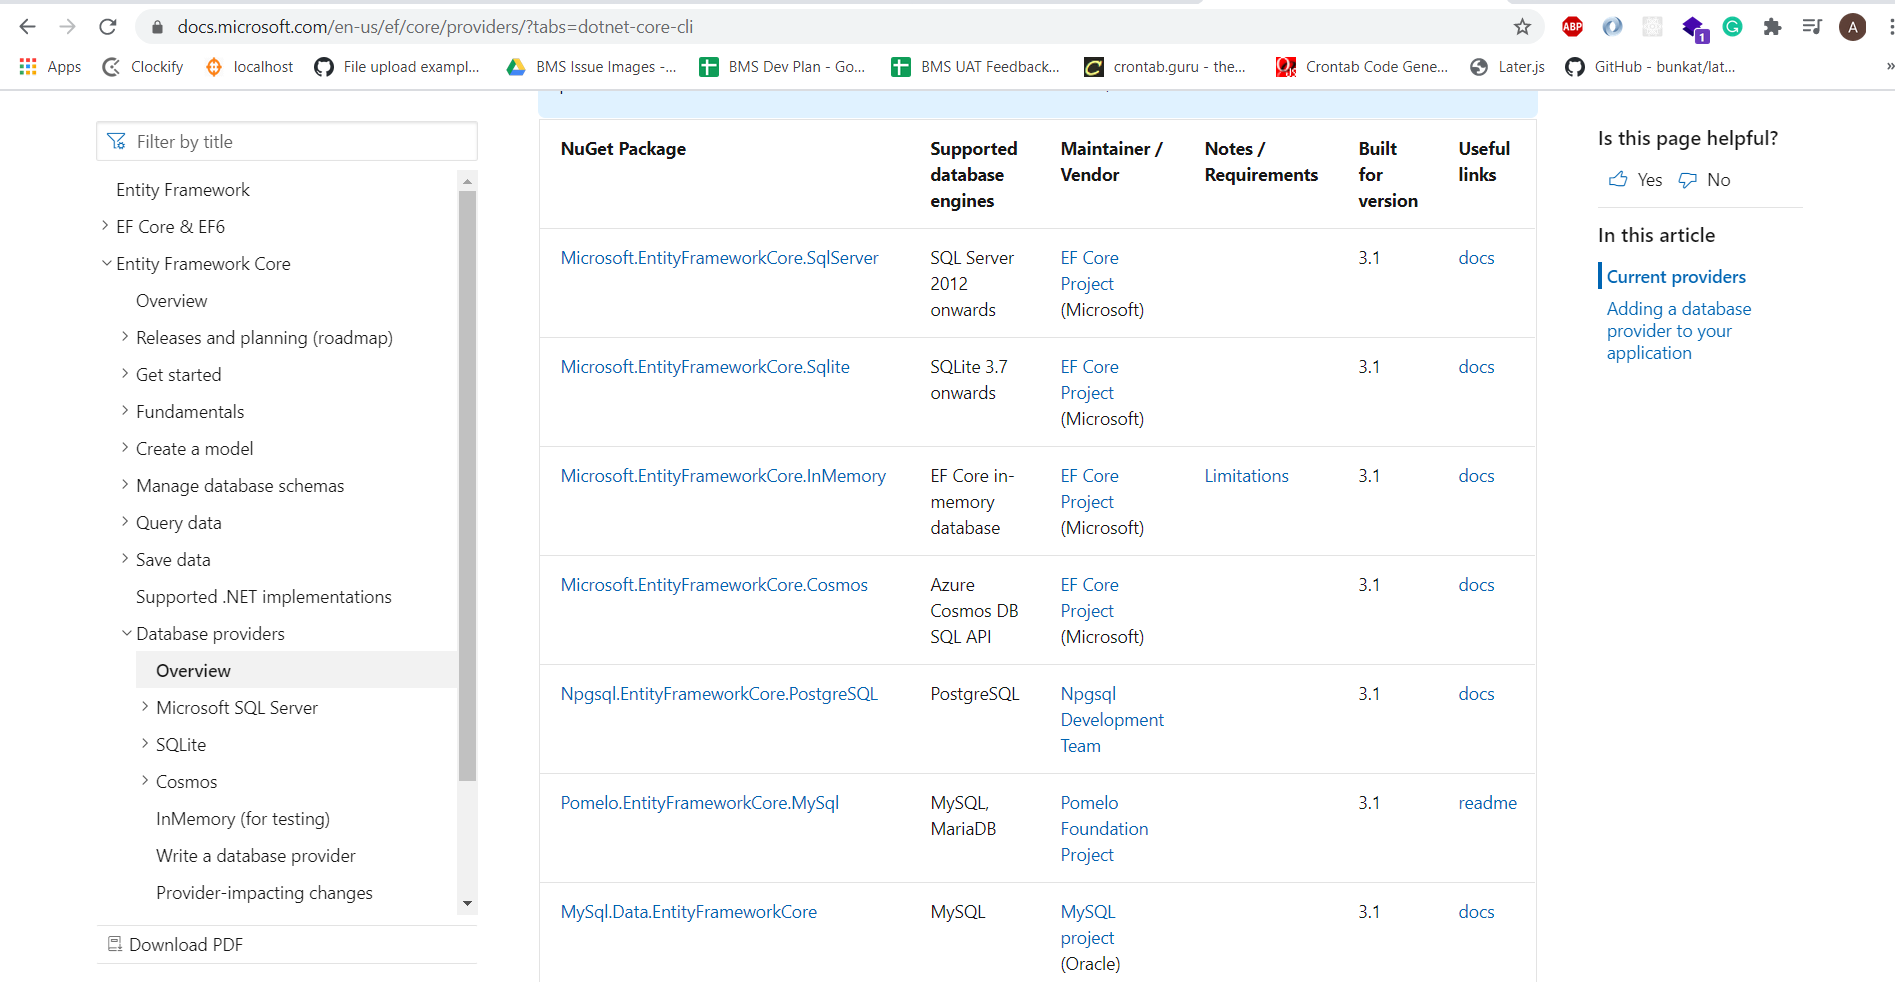 docs.microsoft.com/en-us/ef/core/providers/?tabs=dotnet-core-cli
ABP
1
A
Apps
Clockify
localhost
File upload exampl...
BMS Issue Images -...
BMS Dev Plan - Go...
BMS UAT Feedback...
crontab.guru - the...
Crontab Code Gene...
Later.js
GitHub - bunkat/lat...
»
Filter by title
Entity Framework
EF Core & EF6
Entity Framework Core
Overview
Releases and planning (roadmap)
Get started
Fundamentals
Create a model
Manage database schemas
Query data
Save data
Supported .NET implementations
Database providers
Overview
Microsoft SQL Server
SQLite
Cosmos
InMemory (for testing)
Write a database provider
Provider-impacting changes
Download PDF
NuGet Package
Supported
database
engines
Maintainer /
Vendor
Notes /
Requirements
Built
for
version
Useful
links
Microsoft.EntityFrameworkCore.SqlServer
SQL Server
2012
onwards
EF Core
Project
(Microsoft)
3.1
docs
Microsoft.EntityFrameworkCore.Sqlite
SQLite 3.7
onwards
EF Core
Project
(Microsoft)
3.1
docs
Microsoft.EntityFrameworkCore.InMemory
EF Core in-
memory
database
EF Core
Project
(Microsoft)
Limitations
3.1
docs
Microsoft.EntityFrameworkCore.Cosmos
Azure
Cosmos DB
SQL API
EF Core
Project
(Microsoft)
3.1
docs
Npgsql.EntityFrameworkCore.PostgreSQL
PostgreSQL
Npgsql
Development
Team
3.1
docs
Pomelo.EntityFrameworkCore.MySql
MySQL,
MariaDB
Pomelo
Foundation
Project
3.1
readme
MySql.Data.EntityFrameworkCore
MySQL
MySQL
project
(Oracle)
3.1
docs
Is this page helpful?
Yes
No
In this article
Current providers
Adding a database
provider to your
application